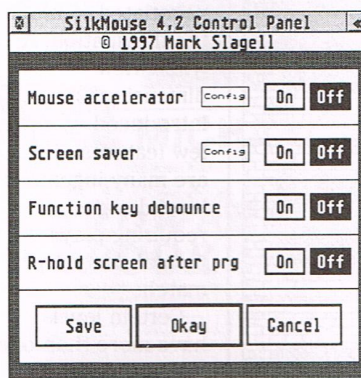 SilkMouse 4,2 Control Panel
© 1997 Mark Slagell
Mouse accelerator Config On Off
Screen saver Config On Off
Function key debounce On Off
R-hold screen after prg On Off
Save Okay Cancel